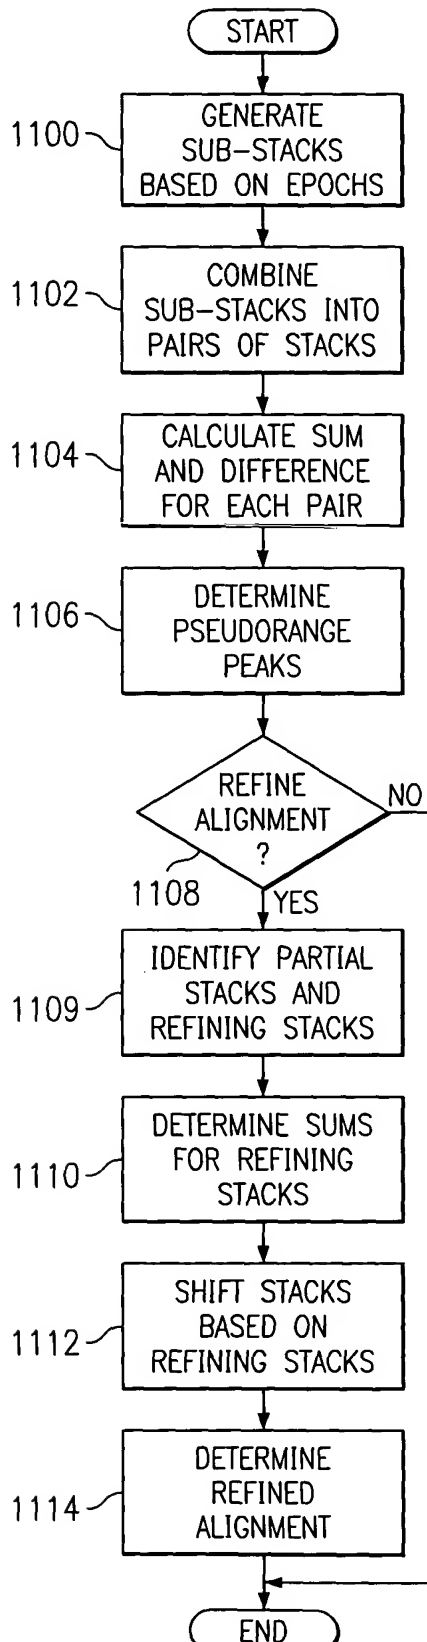 START
1100
GENERATE
SUB-STACKS
BASED ON EPOCHS
1102
COMBINE
SUB-STACKS INTO
PAIRS OF STACKS
1104
CALCULATE SUM
AND DIFFERENCE
FOR EACH PAIR
1106
DETERMINE
PSEUDORANGE
PEAKS
REFINE
ALIGNMENT
?
NO
1108
YES
1109
IDENTIFY PARTIAL
STACKS AND
REFINING STACKS
1110
DETERMINE SUMS
FOR REFINING
STACKS
1112
SHIFT STACKS
BASED ON
REFINING STACKS
1114
DETERMINE
REFINED
ALIGNMENT
END